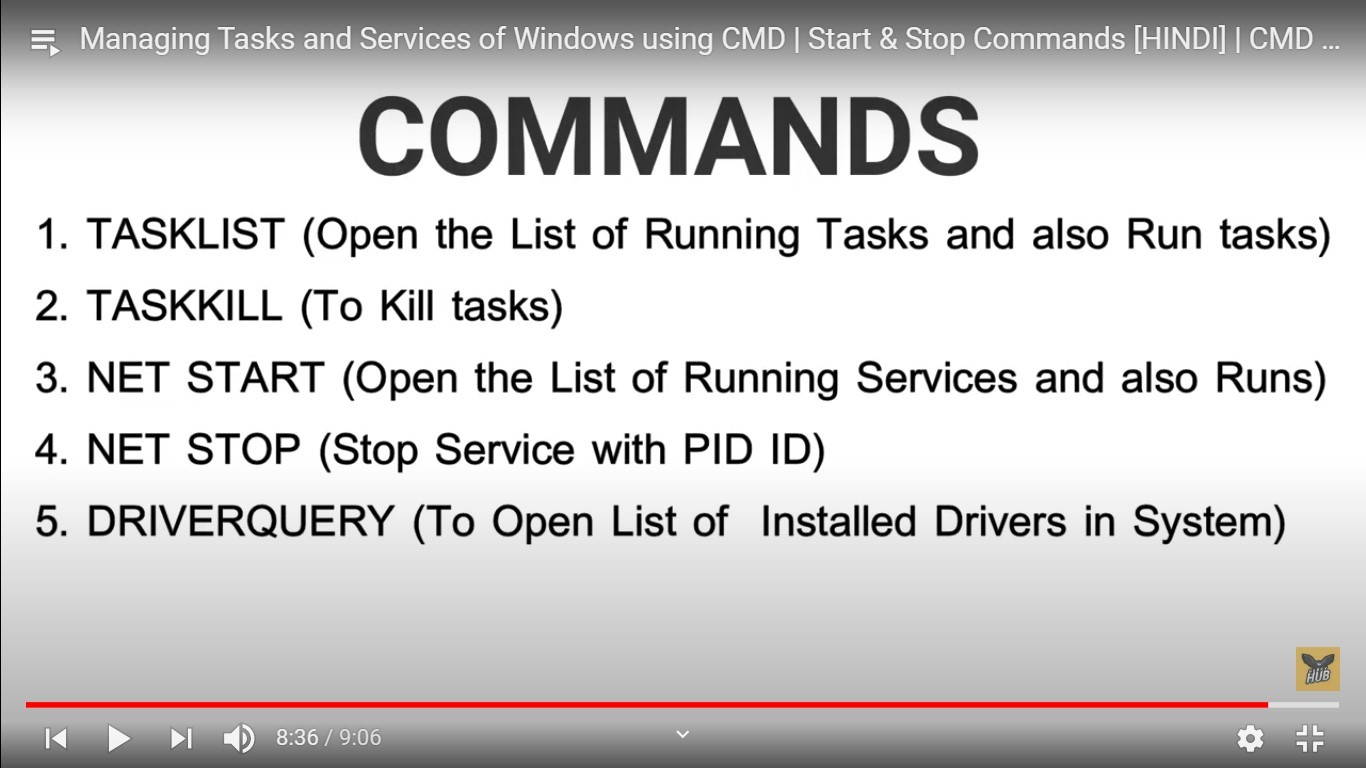 Managing Tasks and Services of Windows using CMD | Start & Stop Commands [HINDI] | CMD ...
COMMANDS
1. TASKLIST (Open the List of Running Tasks and also Run tasks)
2. TASKKILL (To Kill tasks)
3. NET START (Open the List of Running Services and also Runs)
4. NET STOP (Stop Service with PID ID)
5. DRIVERQUERY (To Open List of Installed Drivers in System)
HUB
8:36 / 9:06